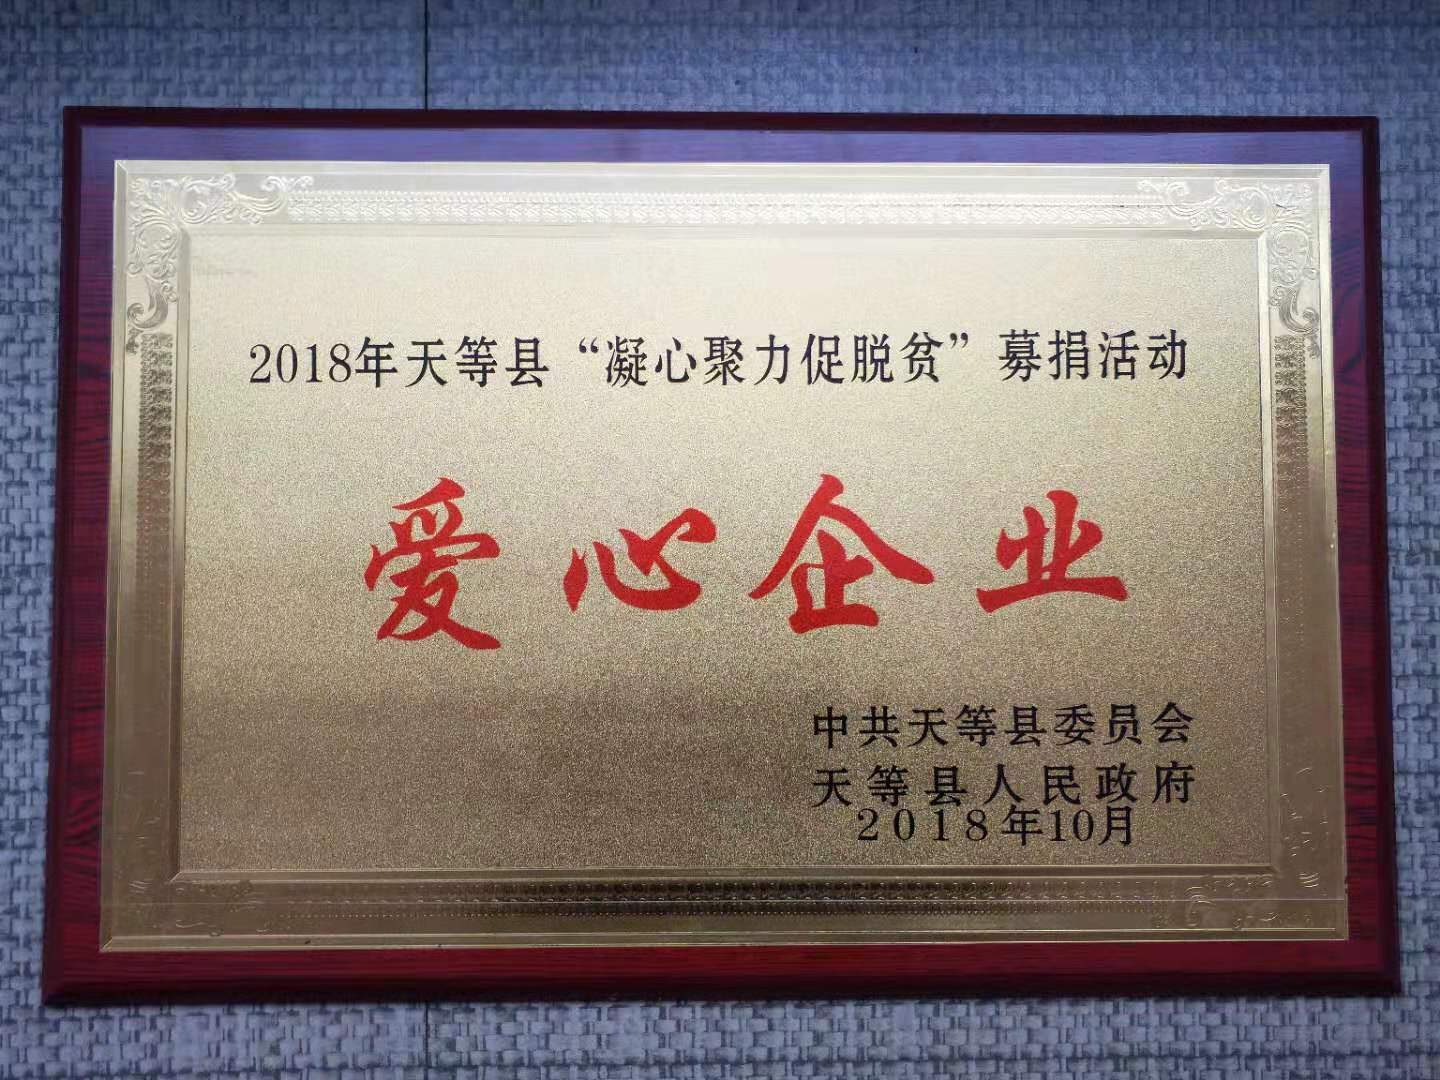 2018年天等县“凝心聚力促脱贫”募捐活动
爱心企业
中共天等县委员会
天等县人民政府
2018年10月